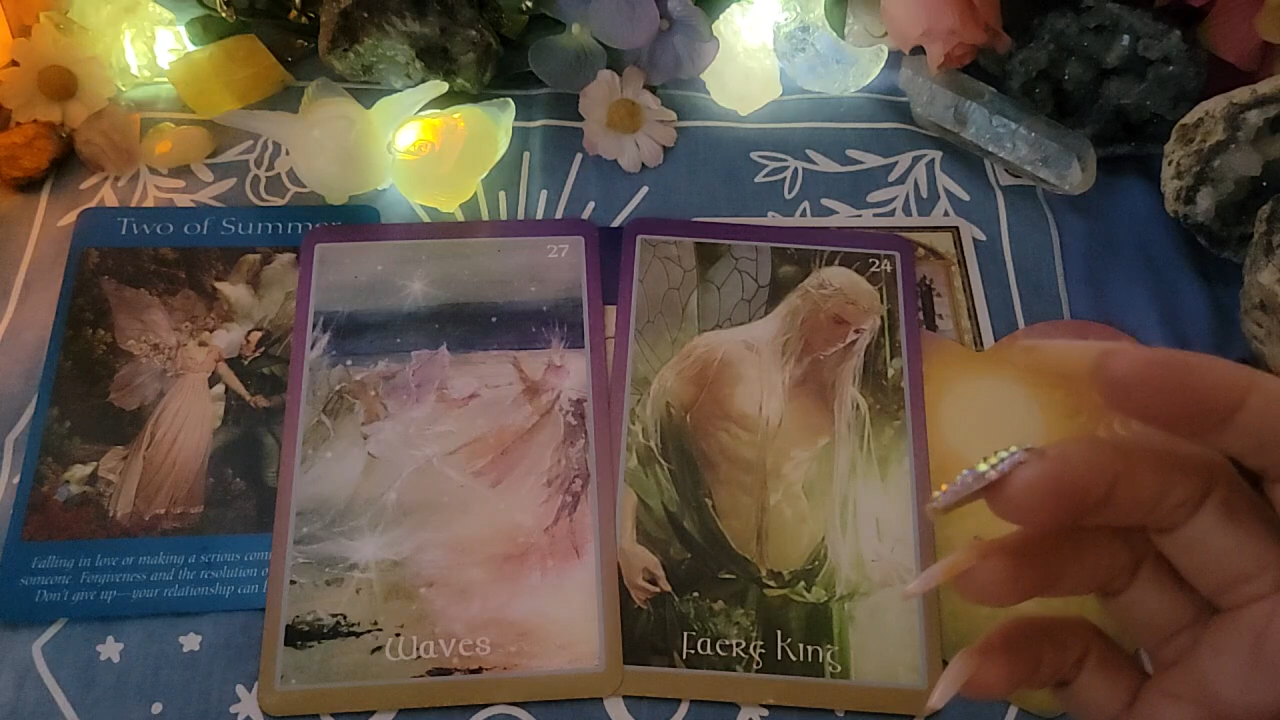 Two of Summer
27
24
Falling in love or making a serious
someone. Forgiveness and the resolution
Don't give up—your relationship can
Waves
Faery King